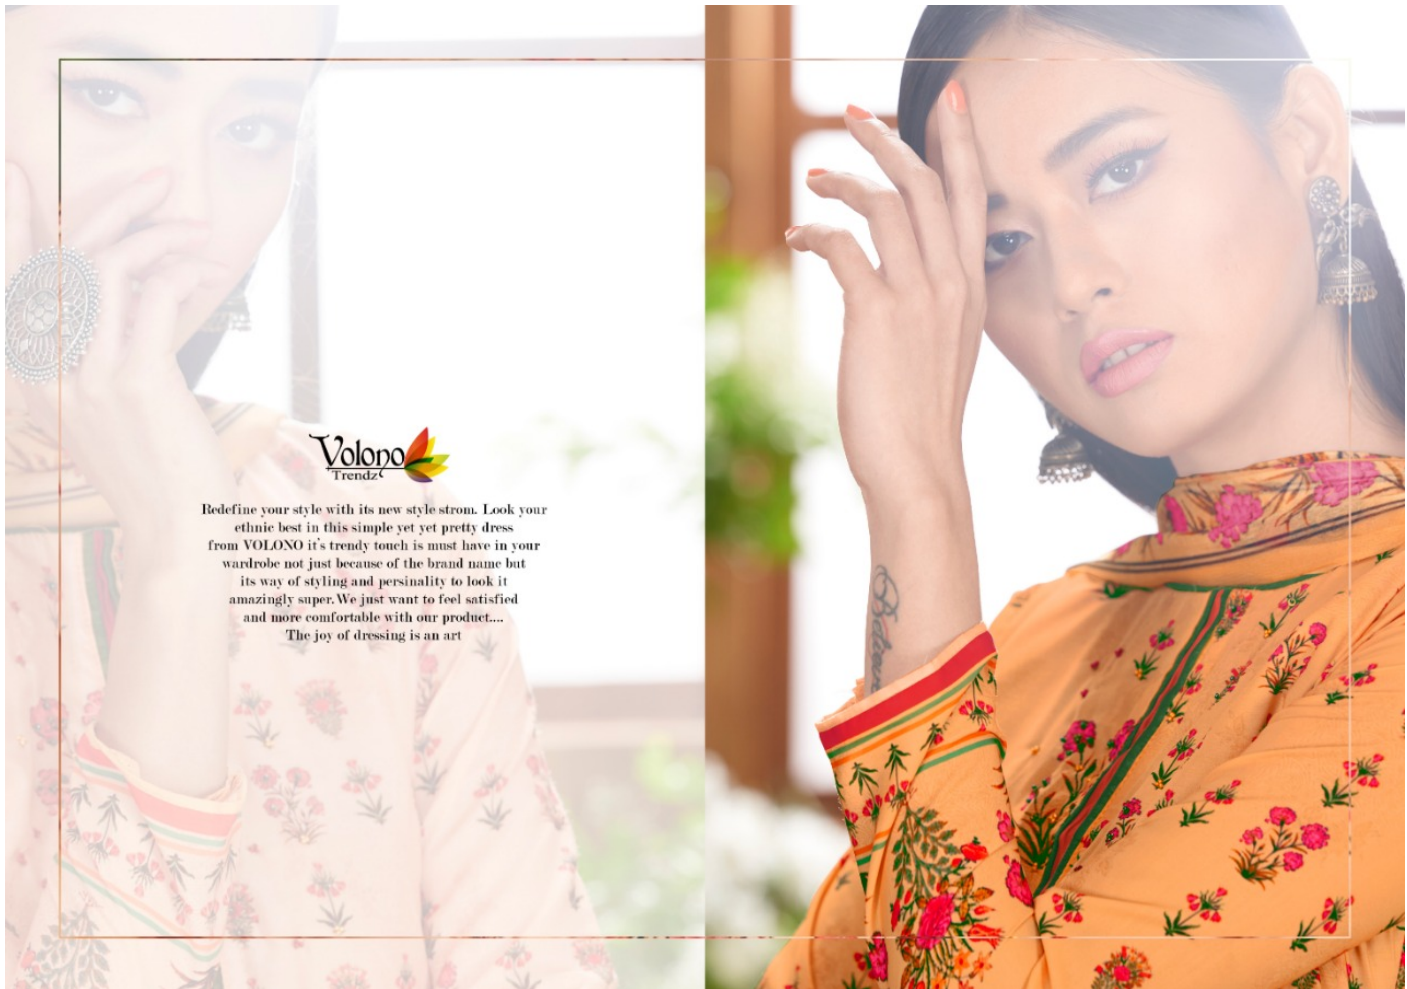 Volono
Trendz
Redefine your style with its new style strom. Look your
ethnic best in this simple yet yet pretty dress
from VOLONO it's trendy touch is must have in your
wardrobe not just because of the brand name but
its way of styling and persinality to look it
amazingly super. We just want to feel satisfied
and more comfortable with our product....
The joy of dressing is an art